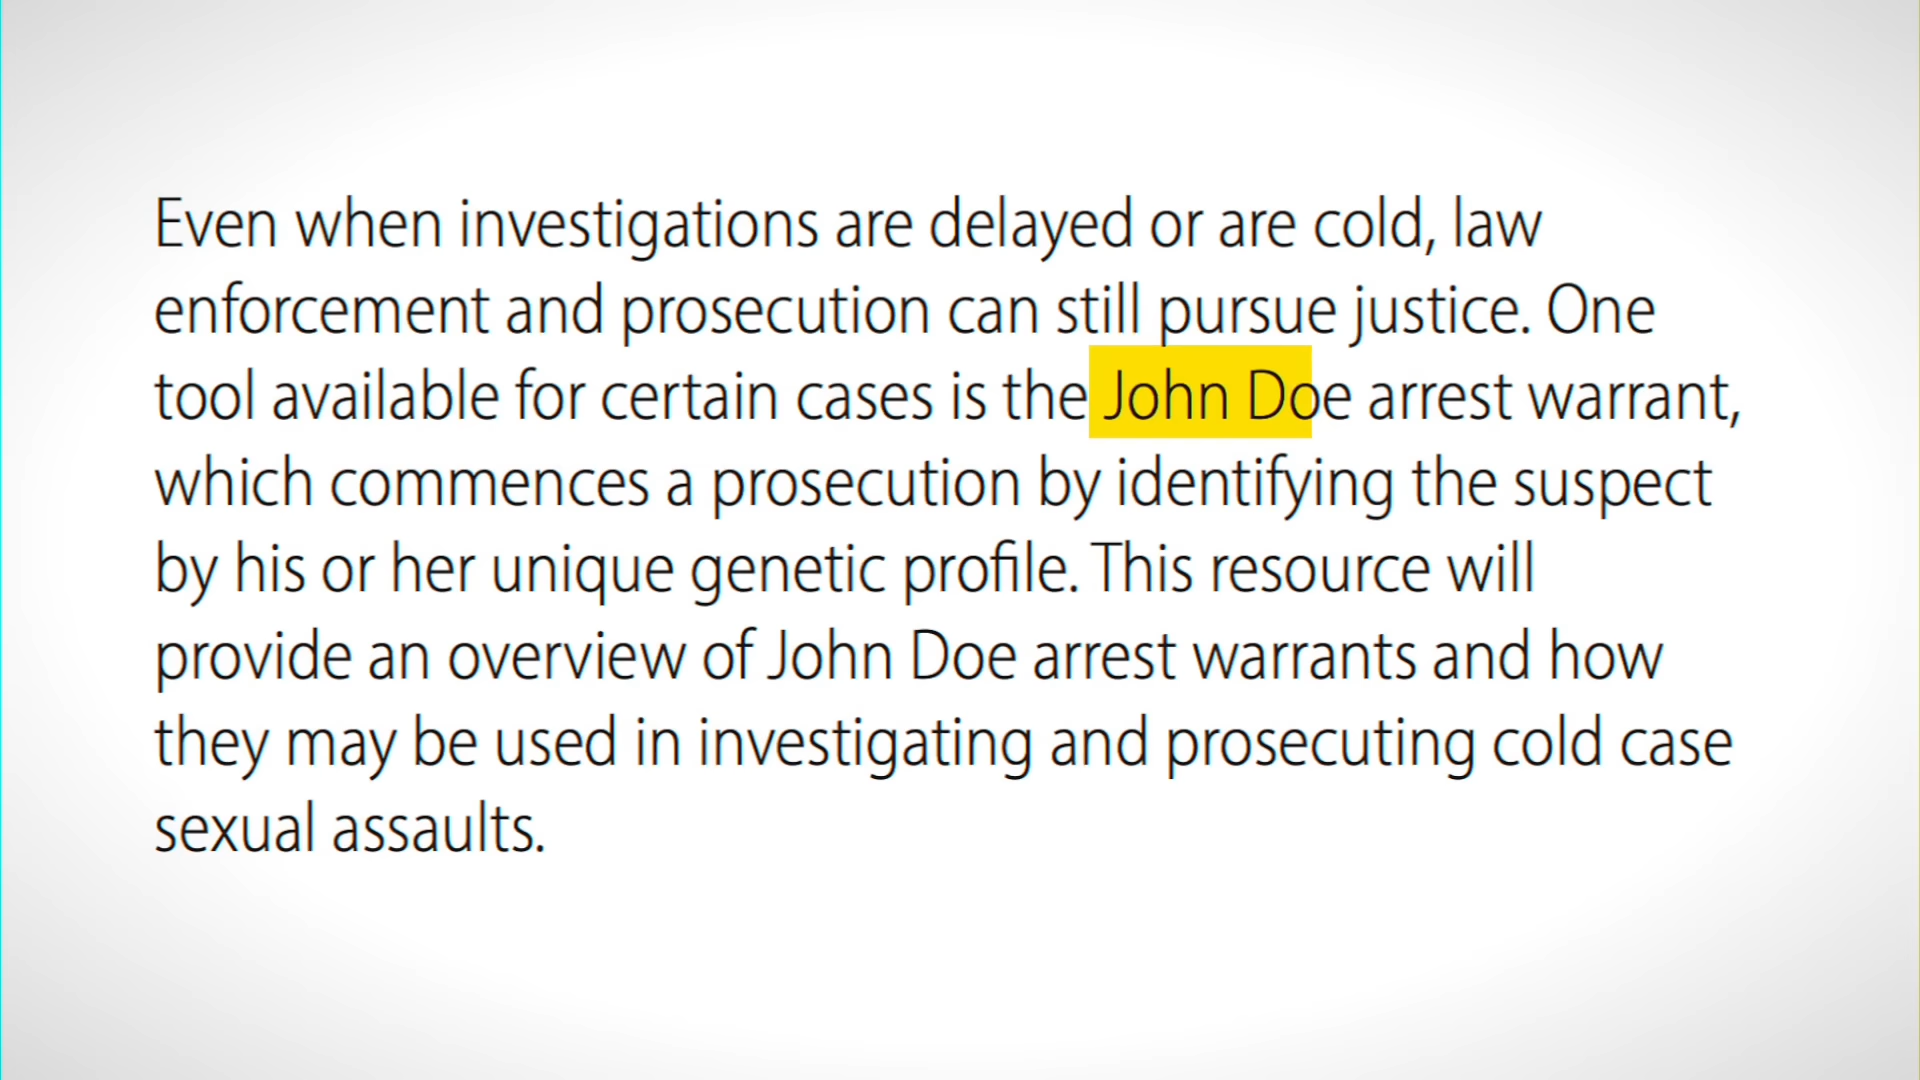 Even when investigations are delayed or are cold, law
enforcement and prosecution can still pursue justice. One
tool available for certain cases is the John Doe arrest warrant,
which commences a prosecution by identifying the suspect
by his or her unique genetic profile. This resource will
provide an overview of John Doe arrest warrants and how
they may be used in investigating and prosecuting cold case
sexual assaults.